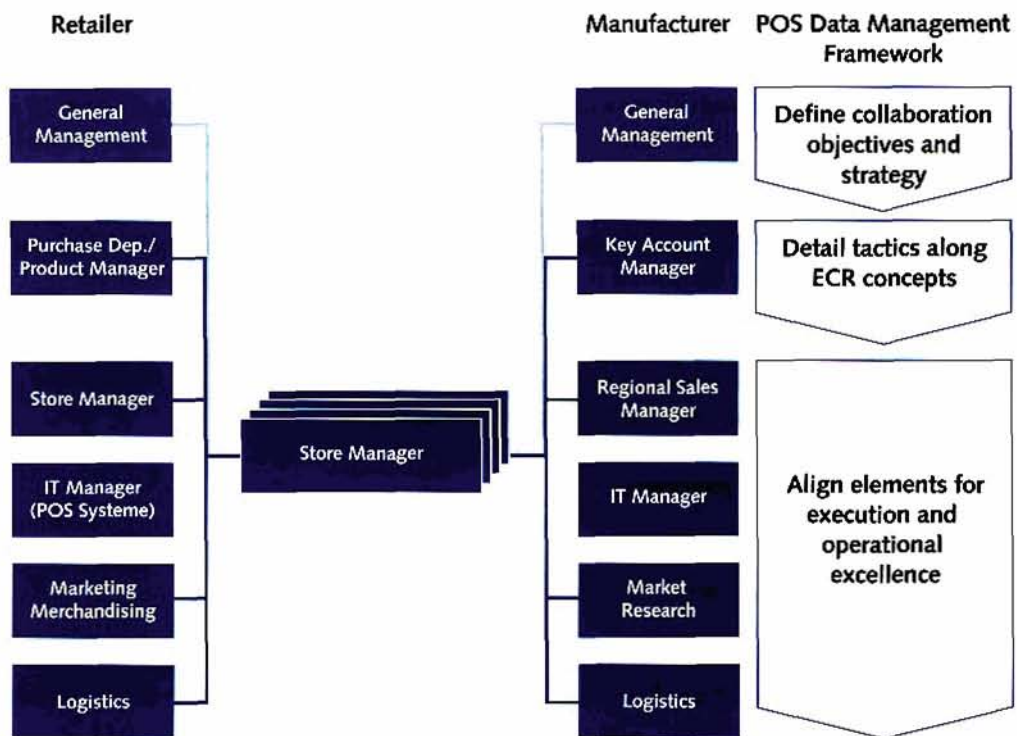 Retailer
Manufacturer
POS Data Management
Framework
General
Management
General
Management
Define collaboration
objectives and
strategy
Purchase Dep./
Product Manager
Key Account
Manager
Detail tactics along
ECR concepts
Store Manager
Regional Sales
Manager
Store Manager
IT Manager
(POS Systeme)
IT Manager
Align elements for
execution and
operational
excellence
Marketing
Merchandising
Market
Research
Logistics
Logistics